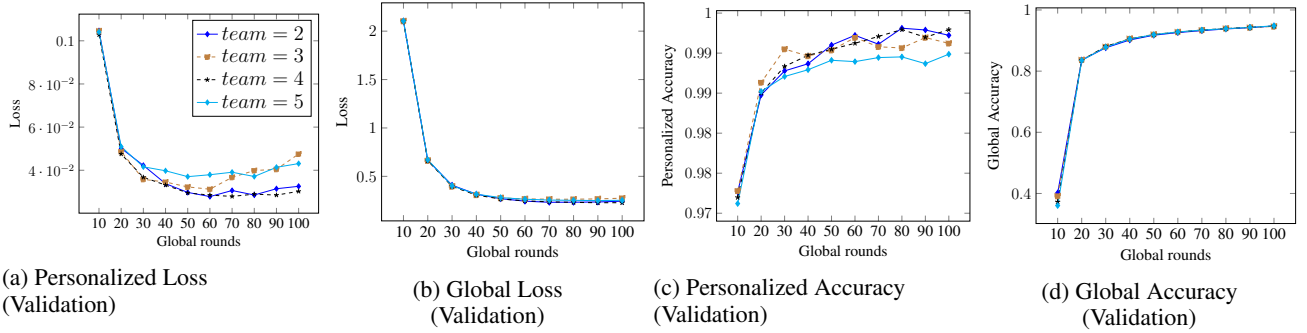 0.1
8 · 10−2
6 · 10−2
4 · 10−2
Loss
10 20 30 40 50 60 70 80 90 100
Global rounds
team = 2
team = 3
team = 4
team = 5
(a) Personalized Loss
(Validation)
2
1.5
1
0.5
Loss
10 20 30 40 50 60 70 80 90 100
Global rounds
(b) Global Loss
(Validation)
1
0.99
0.99
0.98
0.98
0.97
Personalized Accuracy
10 20 30 40 50 60 70 80 90 100
Global rounds
(c) Personalized Accuracy
(Validation)
1
0.8
0.6
0.4
Global Accuracy
10 20 30 40 50 60 70 80 90 100
Global rounds
(d) Global Accuracy
(Validation)